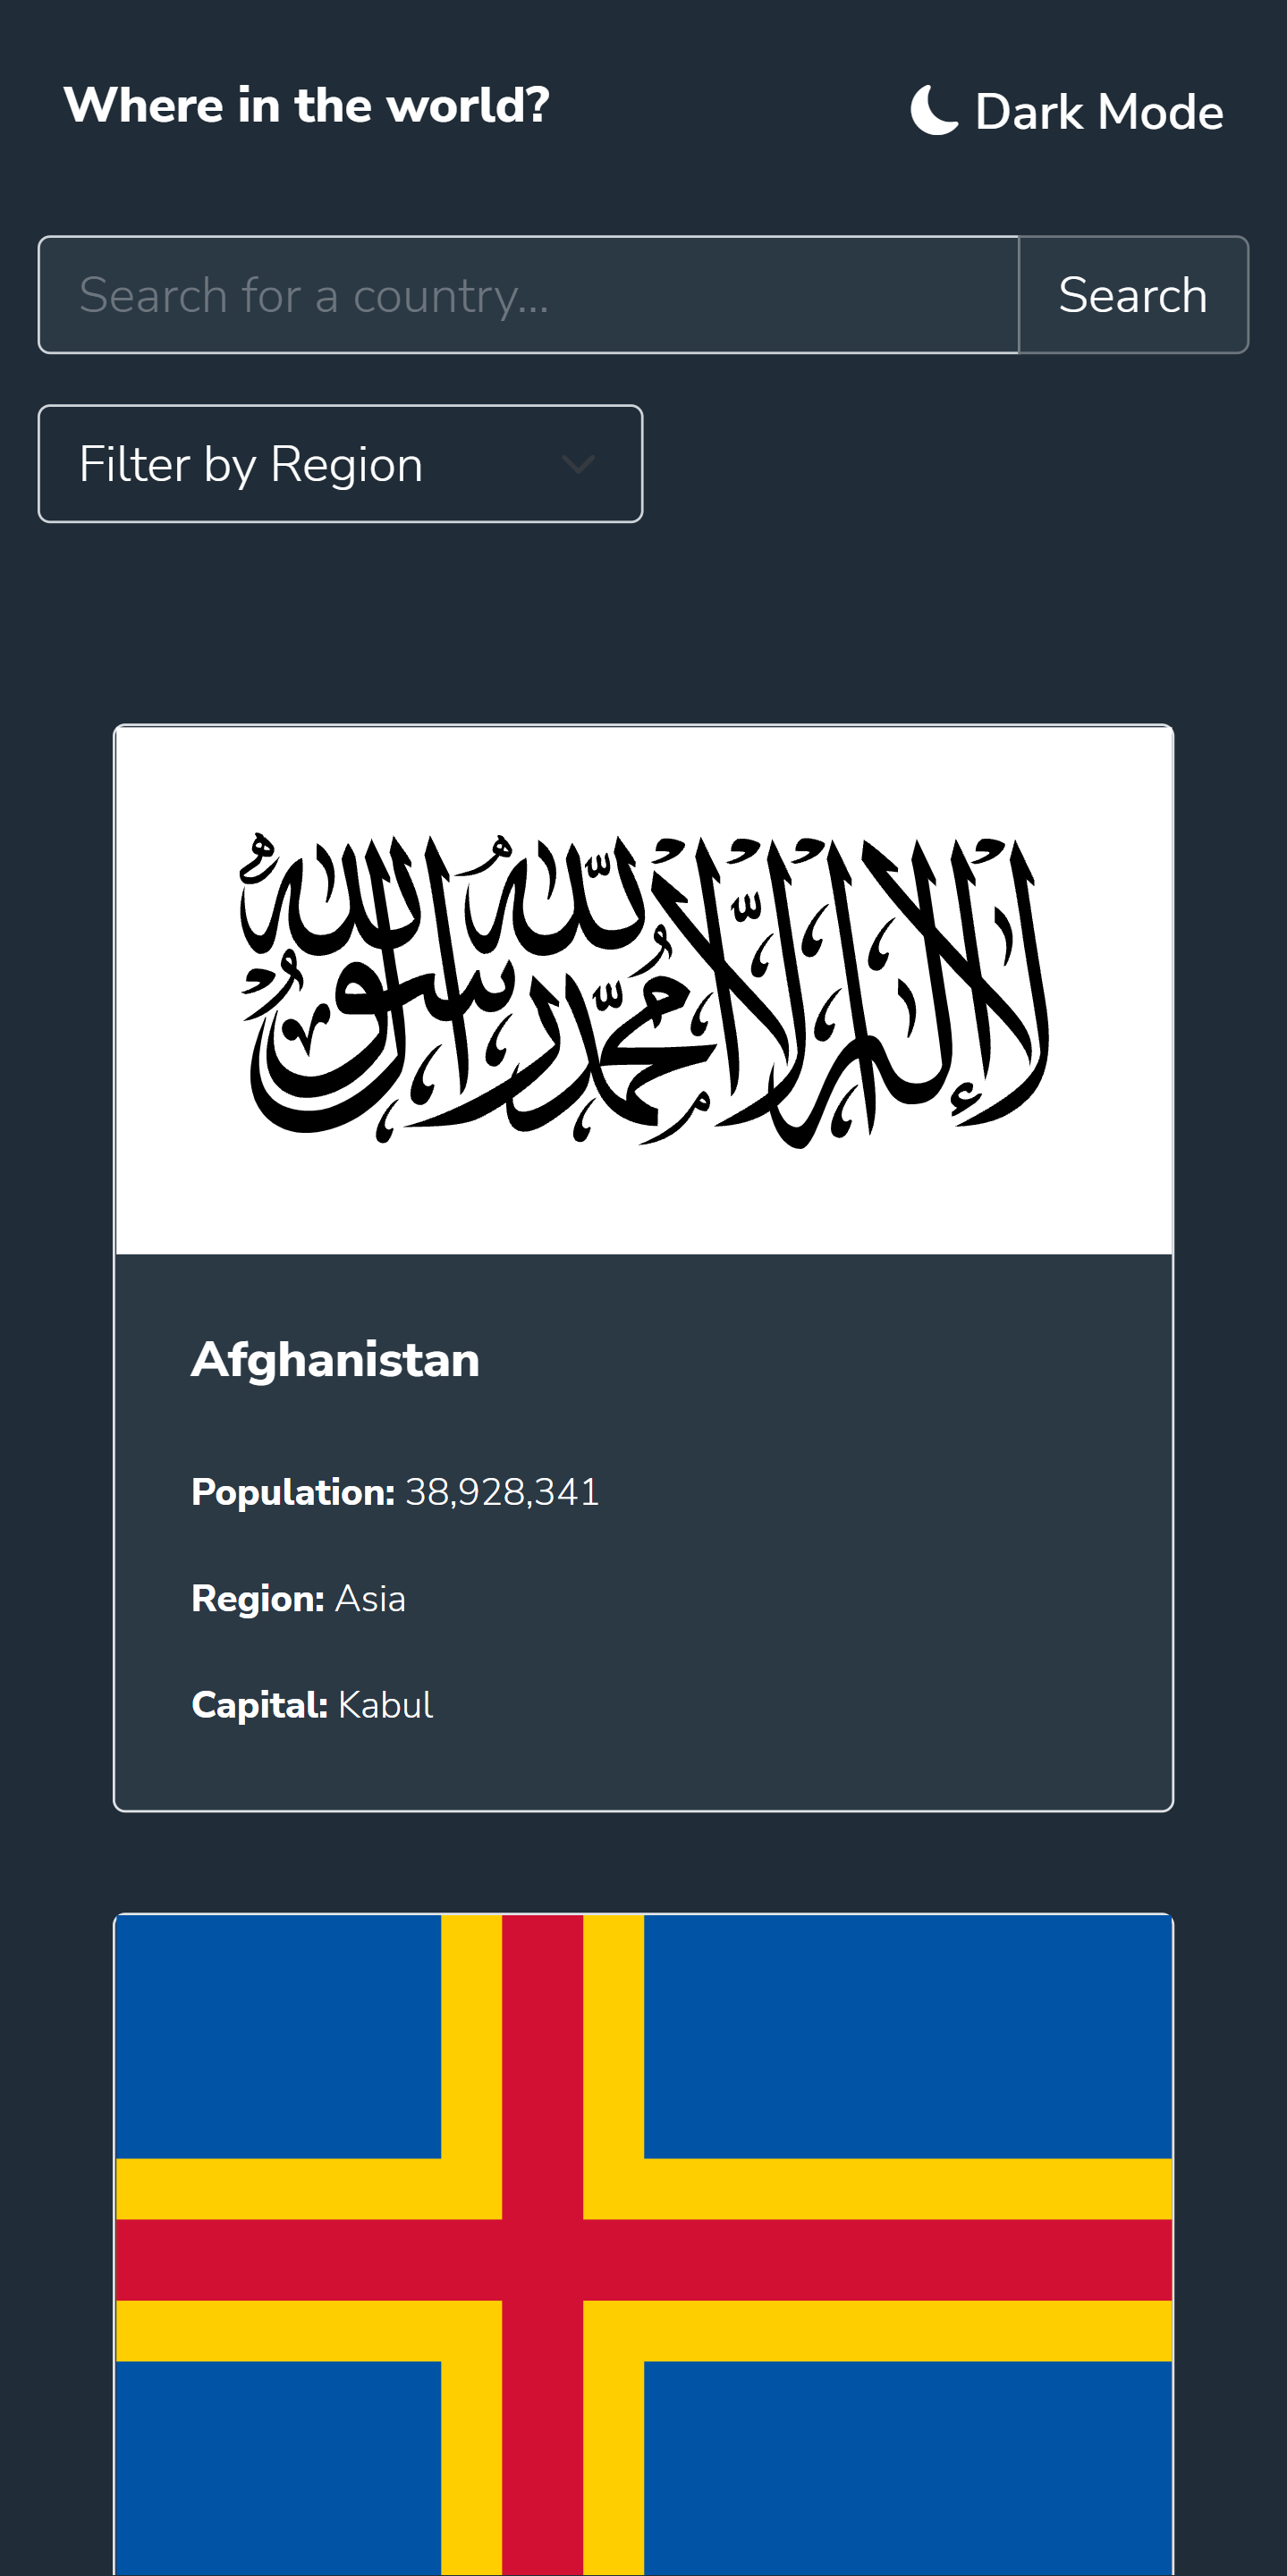 Where in the world?
Dark Mode
Search for a country...
Search
Filter by Region
لا إله إلا الله محمد رسول الله
Afghanistan
Population: 38,928,341
Region: Asia
Capital: Kabul